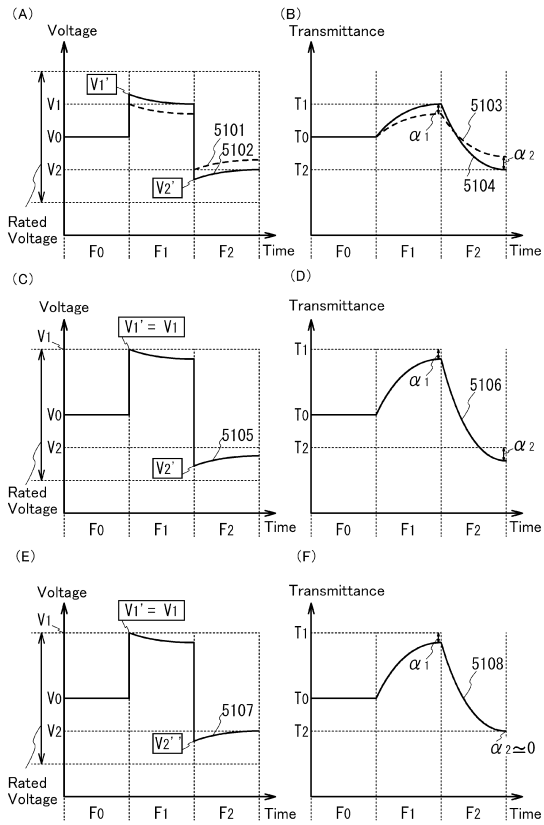 (A)
Voltage
V1'
V1
V0
V2
V2'
5101
5102
Rated
Voltage
F0 F1 F2
Time
(B)
Transmittance
T1
T0
T2
α1
5103
5104
α2
F0 F1 F2
Time
(C)
Voltage
V1
V1' = V1
V0
V2
V2'
5105
Rated
Voltage
F0 F1 F2
Time
(D)
Transmittance
T1
T0
T2
α1
5106
α2
F0 F1 F2
Time
(E)
Voltage
V1
V1' = V1
V0
V2
V2''
5107
Rated
Voltage
F0 F1 F2
Time
(F)
Transmittance
T1
T0
T2
α1
5108
α2≃0
F0 F1 F2
Time